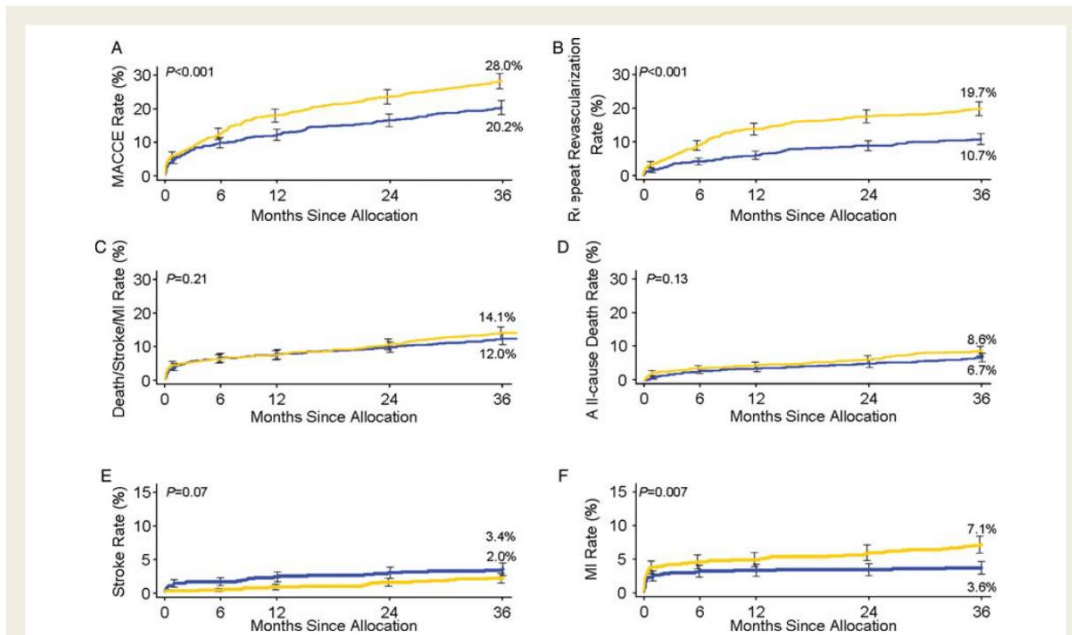 A
MACCE Rate (%)
P<0.001
30
20
10
0
28.0%
20.2%
0 6 12 24 36
Months Since Allocation
B
Repeat Revascularization
Rate (%)
P<0.001
30
20
10
0
19.7%
10.7%
0 6 12 24 36
Months Since Allocation
C
Death/Stroke/MI Rate (%)
P=0.21
30
20
10
0
14.1%
12.0%
0 6 12 24 36
Months Since Allocation
D
A ll-cause Death Rate (%)
P=0.13
30
20
10
0
8.6%
6.7%
0 6 12 24 36
Months Since Allocation
E
Stroke Rate (%)
P=0.07
15
10
5
0
3.4%
2.0%
0 6 12 24 36
Months Since Allocation
F
MI Rate (%)
P=0.007
15
10
5
0
7.1%
3.6%
0 6 12 24 36
Months Since Allocation